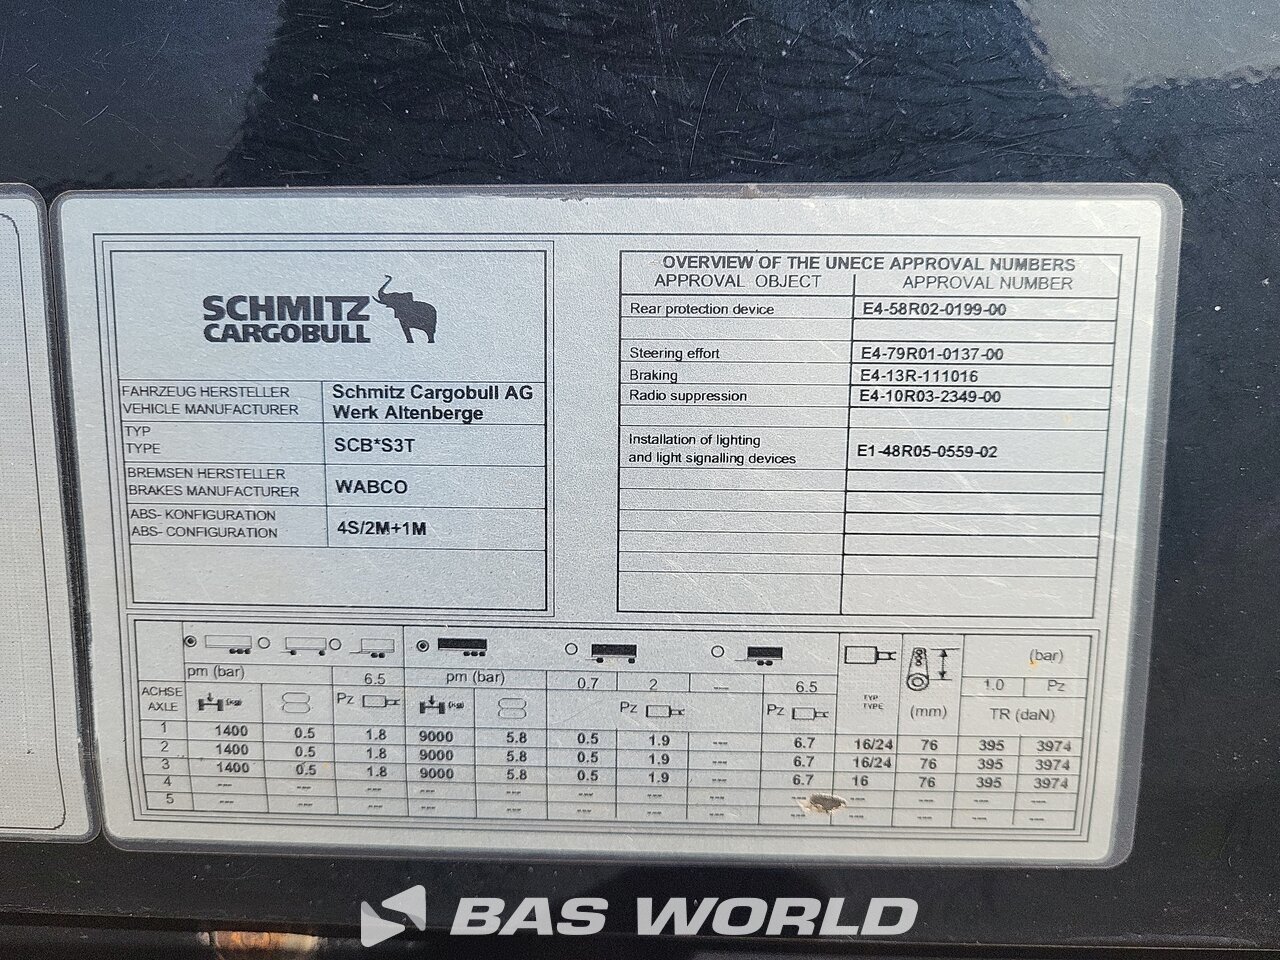 SCHMITZ
CARGOBULL
FAHRZEUG HERSTELLER
VEHICLE MANUFACTURER
Schmitz Cargobull AG
Werk Altenberge
TYP
TYPE
SCB*S3T
BREMSEN HERSTELLER
BRAKES MANUFACTURER
WABCO
ABS- KONFIGURATION
ABS- CONFIGURATION
4S/2M+1M
OVERVIEW OF THE UNECE APPROVAL NUMBERS
APPROVAL OBJECT APPROVAL NUMBER
Rear protection device E4-58R02-0199-00
Steering effort E4-79R01-0137-00
Braking E4-13R-111016
Radio suppression E4-10R03-2349-00
Installation of lighting
and light signalling devices
E1-48R05-0559-02
pm (bar) 6.5 pm (bar) 0.7 2 --- 6.5 (bar)
1.0 Pz
ACHSE
AXLE
(kg) Pz (kg) Pz Pz
TYP
TYPE
(mm) TR (daN)
1 1400 0.5 1.8 9000 5.8 0.5 1.9 --- 6.7 16/24 76 395 3974
2 1400 0.5 1.8 9000 5.8 0.5 1.9 --- 6.7 16/24 76 395 3974
3 1400 0.5 1.8 9000 5.8 0.5 1.9 --- 6.7 16 76 395 3974
4 --- --- --- --- --- --- --- --- --- --- --- --- ---
5 --- --- --- --- --- --- --- --- --- --- --- --- ---
BAS WORLD